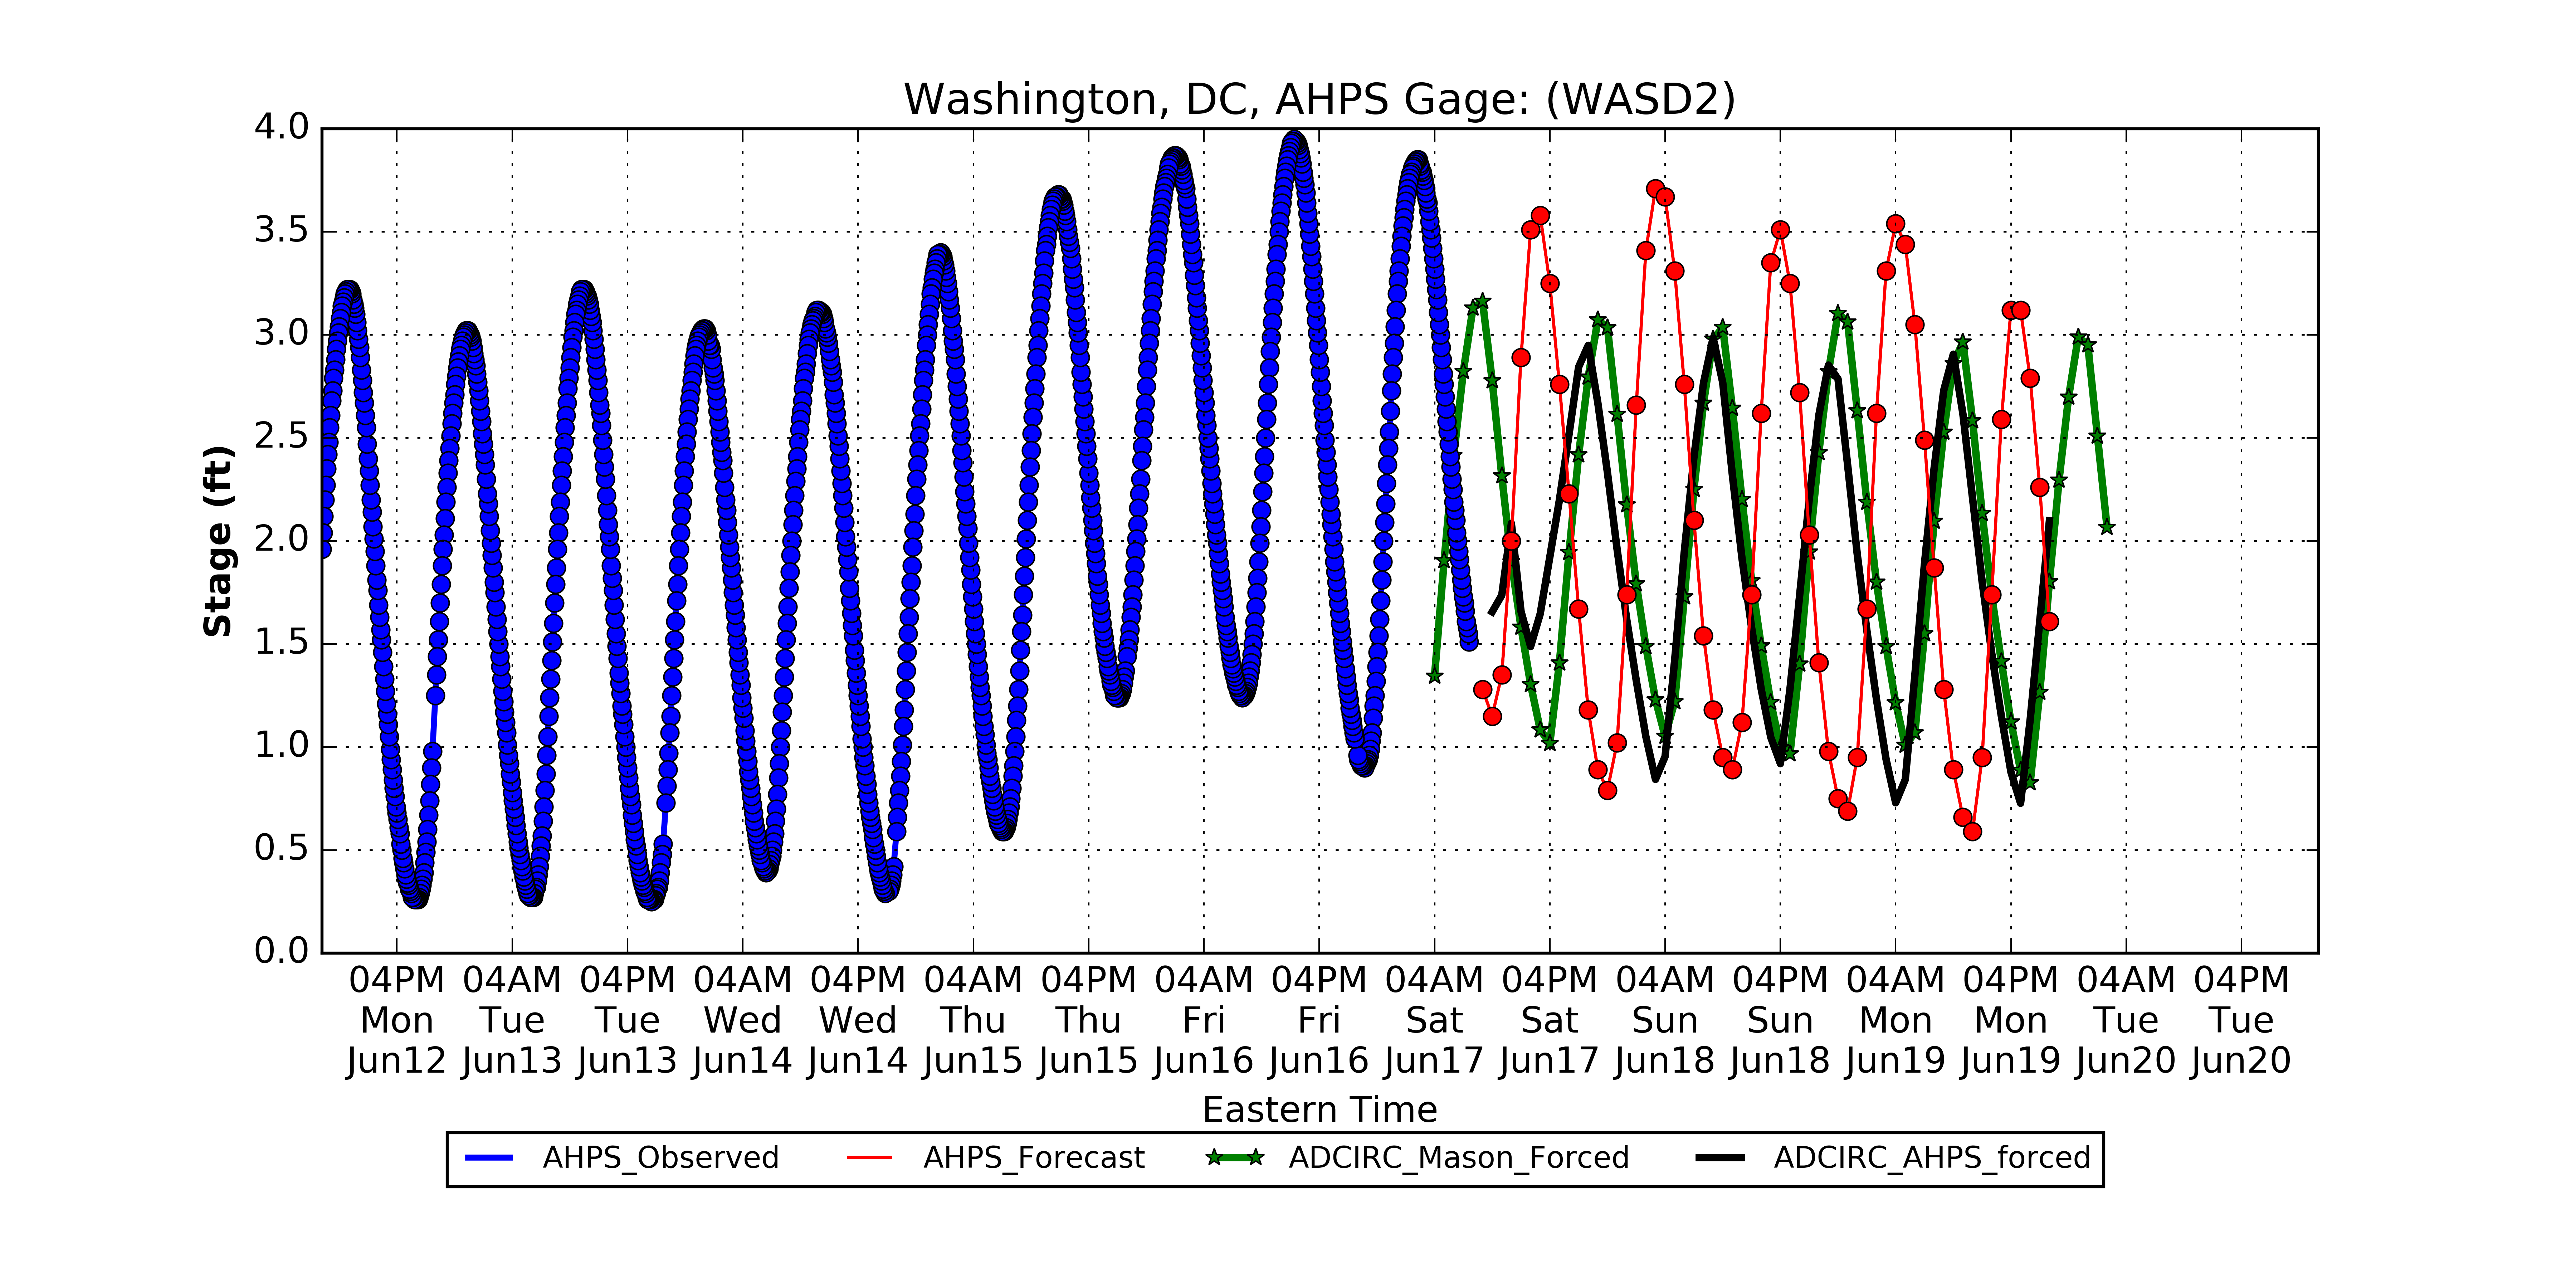 Washington, DC, AHPS Gage: (WASD2)
4.0
3.5
3.0
2.5
2.0
1.5
1.0
0.5
0.0
Stage (ft)
04PM 04AM 04PM 04AM 04PM 04AM 04PM 04AM 04PM 04AM 04PM 04AM 04PM 04AM 04PM 04AM 04PM
Mon Tue Tue Wed Wed Thu Thu Fri Fri Sat Sat Sun Sun Mon Mon Tue Tue
Jun12 Jun13 Jun13 Jun14 Jun14 Jun15 Jun15 Jun16 Jun16 Jun17 Jun17 Jun18 Jun18 Jun19 Jun19 Jun20 Jun20
Eastern Time
AHPS_Observed AHPS_Forecast ADCIRC_Mason_Forced ADCIRC_AHPS_forced